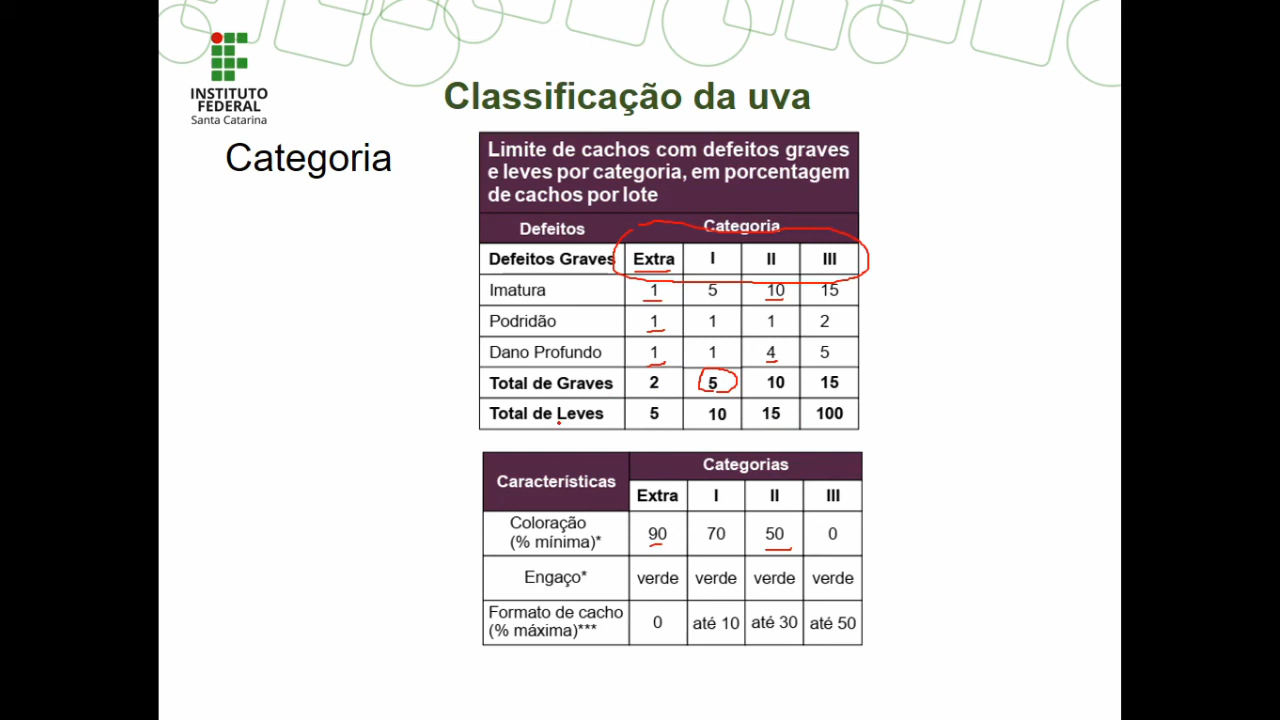 INSTITUTO
FEDERAL
Santa Catarina
Classificação da uva
Categoria
Limite de cachos com defeitos graves
e leves por categoria, em porcentagem
de cachos por lote
Defeitos Categoria
Defeitos Graves Extra I II III
Imatura 1 5 10 15
Podridão 1 1 1 2
Dano Profundo 1 1 4 5
Total de Graves 2 5 10 15
Total de Leves 5 10 15 100
Características Categorias
Extra I II III
Coloração
(% mínima)* 90 70 50 0
Engaço* verde verde verde verde
Formato de cacho
(% máxima)*** 0 até 10 até 30 até 50